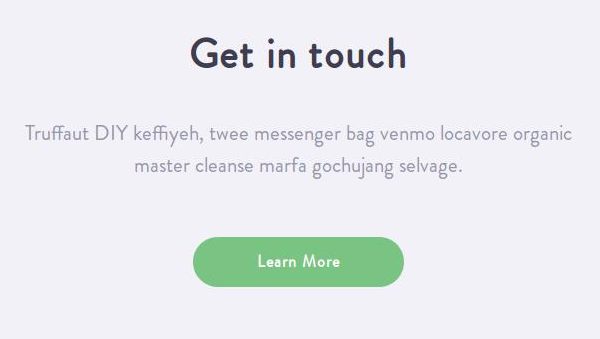 Get in touch
Truffaut DIY keffiyeh, twee messenger bag venmo locavore organic
master cleanse marfa gochujang selvage.
Learn More